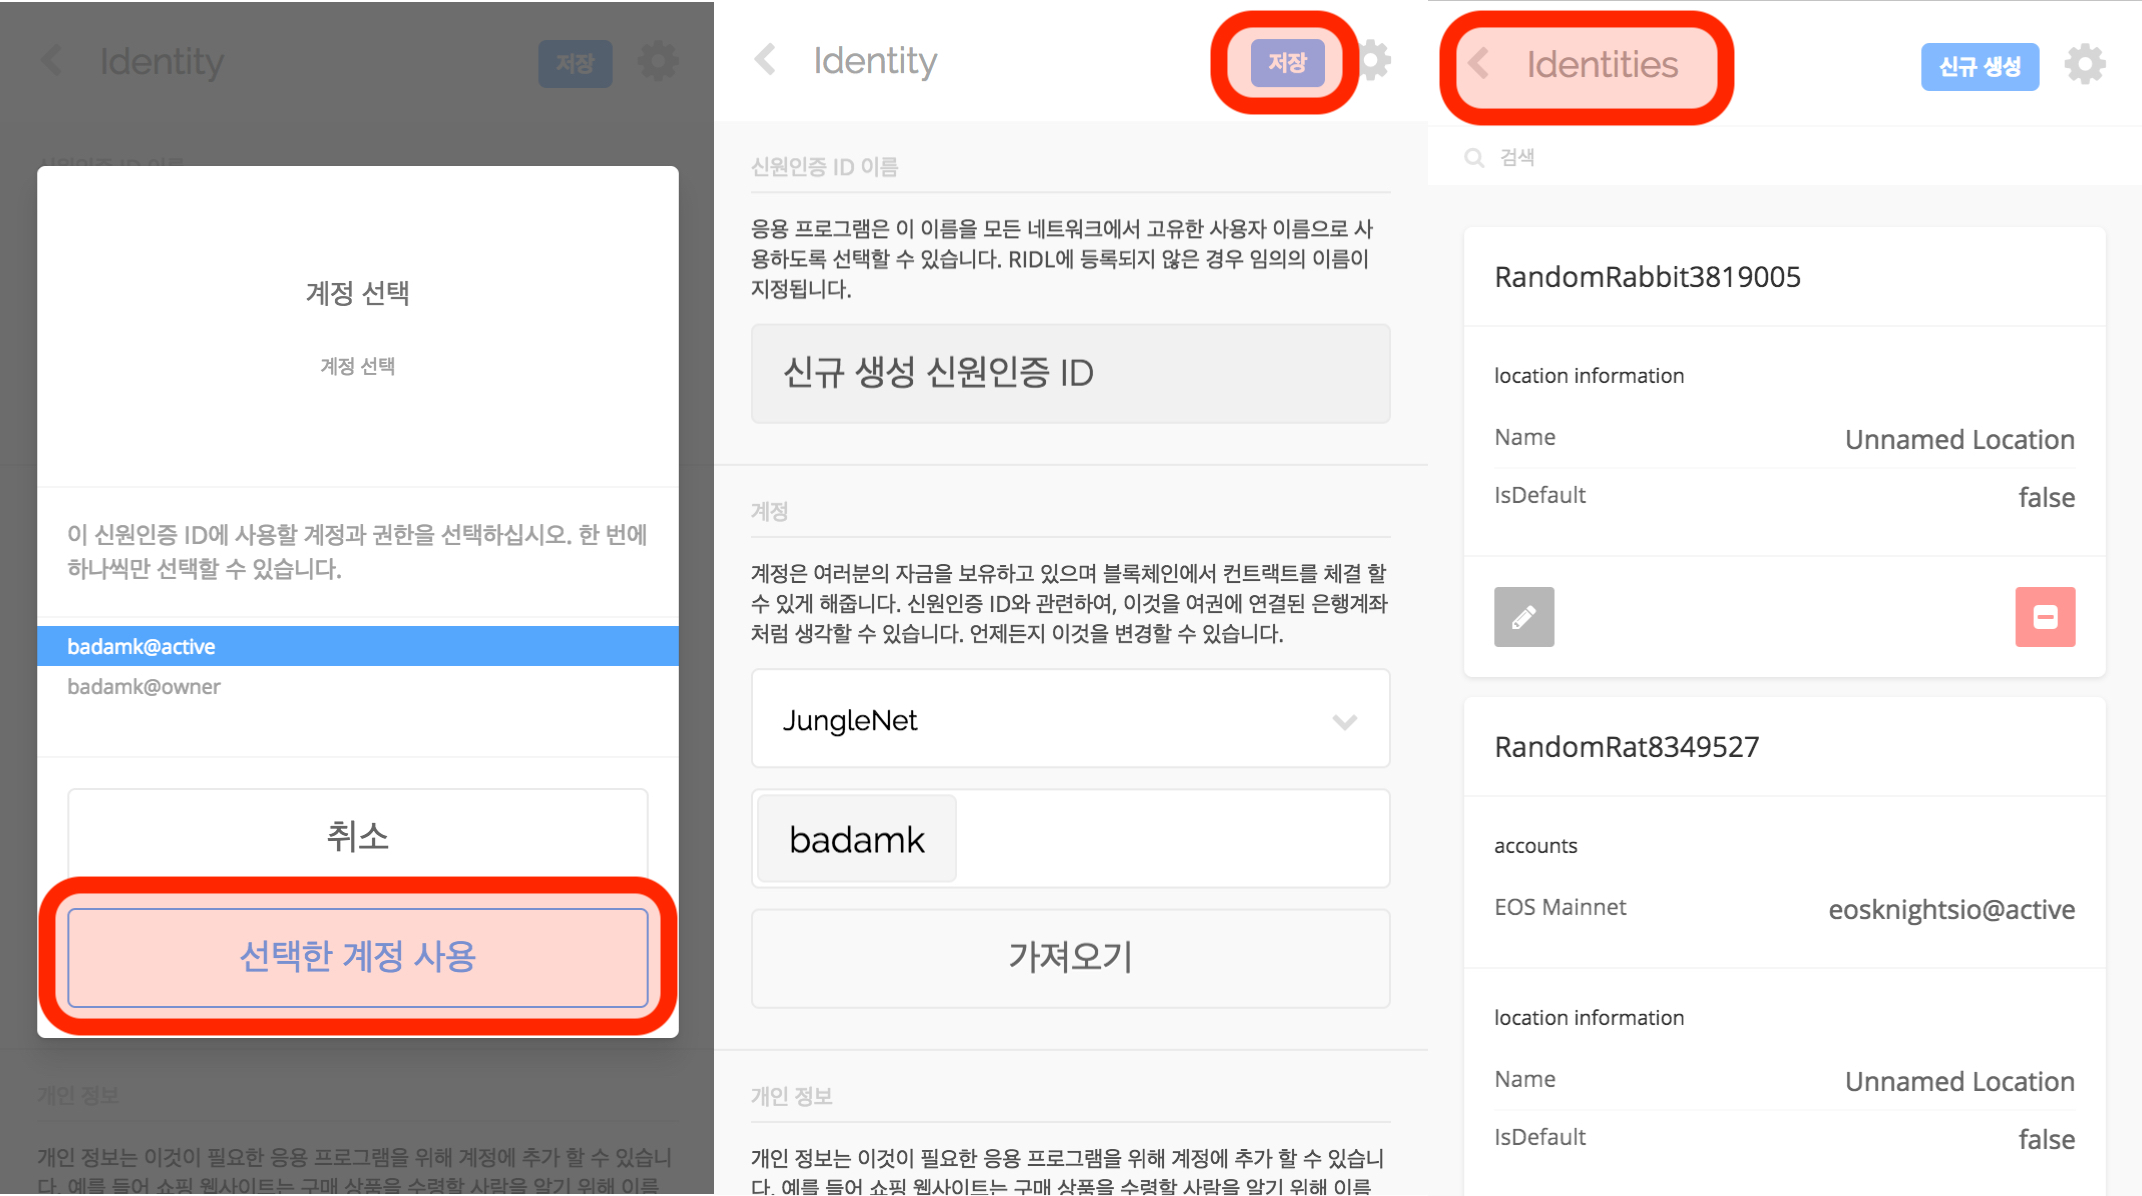 Identity
저장
신원인증 ID 이름
계정 선택
계정 선택
이 신원인증 ID에 사용할 계정과 권한을 선택하십시오. 한 번에
하나씩만 선택할 수 있습니다.
badamk@active
badamk@owner
취소
선택한 계정 사용
개인 정보
개인 정보는 이것이 필요한 응용 프로그램을 위해 계정에 추가 할 수 있습니
다. 예를 들어 쇼핑 웹사이트는 구매 상품을 수령할 사람을 알기 위해 이름
Identity
저장
신원인증 ID 이름
응용 프로그램은 이 이름을 모든 네트워크에서 고유한 사용자 이름으로 사
용하도록 선택할 수 있습니다. RIDL에 등록되지 않은 경우 임의의 이름이
지정됩니다.
신규 생성 신원인증 ID
계정
계정은 여러분의 자금을 보유하고 있으며 블록체인에서 컨트랙트를 체결 할
수 있게 해줍니다. 신원인증 ID와 관련하여, 이것을 여권에 연결된 은행계좌
처럼 생각할 수 있습니다. 언제든지 이것을 변경할 수 있습니다.
JungleNet
badamk
가져오기
개인 정보
개인 정보는 이것이 필요한 응용 프로그램을 위해 계정에 추가 할 수 있습니
다. 예를 들어 쇼핑 웹사이트는 구매 상품을 수령할 사람을 알기 위해 이름
Identities
신규 생성
검색
RandomRabbit3819005
location information
Name Unnamed Location
IsDefault false
RandomRat8349527
accounts
EOS Mainnet eosknightsio@active
location information
Name Unnamed Location
IsDefault false